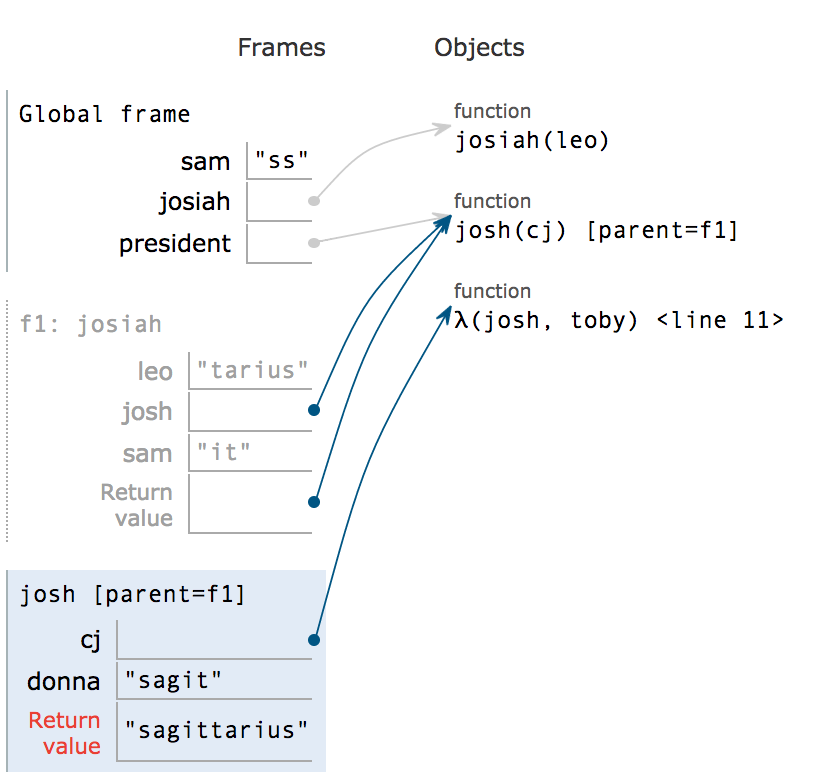 Frames Objects
Global frame
sam "ss"
josiah
president
function
josiah(leo)
function
josh(cj) [parent=f1]
function
λ(josh, toby) <line 11>
f1: josiah
leo "tarius"
josh
sam "it"
Return
value
josh [parent=f1]
cj
donna "sagit"
Return
value "sagittarius"